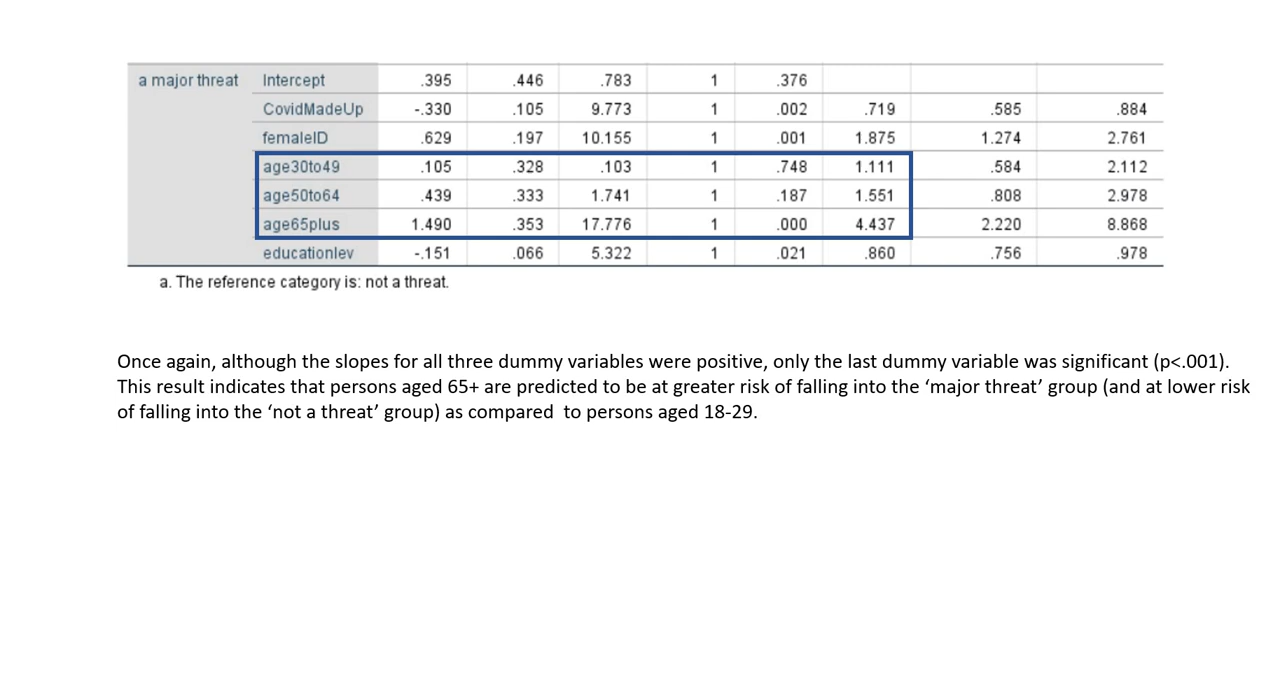 a major threat Intercept .395 .446 .783 1 .376
CovidMadeUp -.330 .105 9.773 1 .002 .719 .585 .884
femaleID .629 .197 10.155 1 .001 1.875 1.274 2.761
age30to49 .105 .328 .103 1 .748 1.111 .584 2.112
age50to64 .439 .333 1.741 1 .187 1.551 .808 2.978
age65plus 1.490 .353 17.776 1 .000 4.437 2.220 8.868
educationlev -.151 .066 5.322 1 .021 .860 .756 .978
a. The reference category is: not a threat.
Once again, although the slopes for all three dummy variables were positive, only the last dummy variable was significant (p<.001).
This result indicates that persons aged 65+ are predicted to be at greater risk of falling into the ‘major threat’ group (and at lower risk
of falling into the ‘not a threat’ group) as compared  to persons aged 18-29.